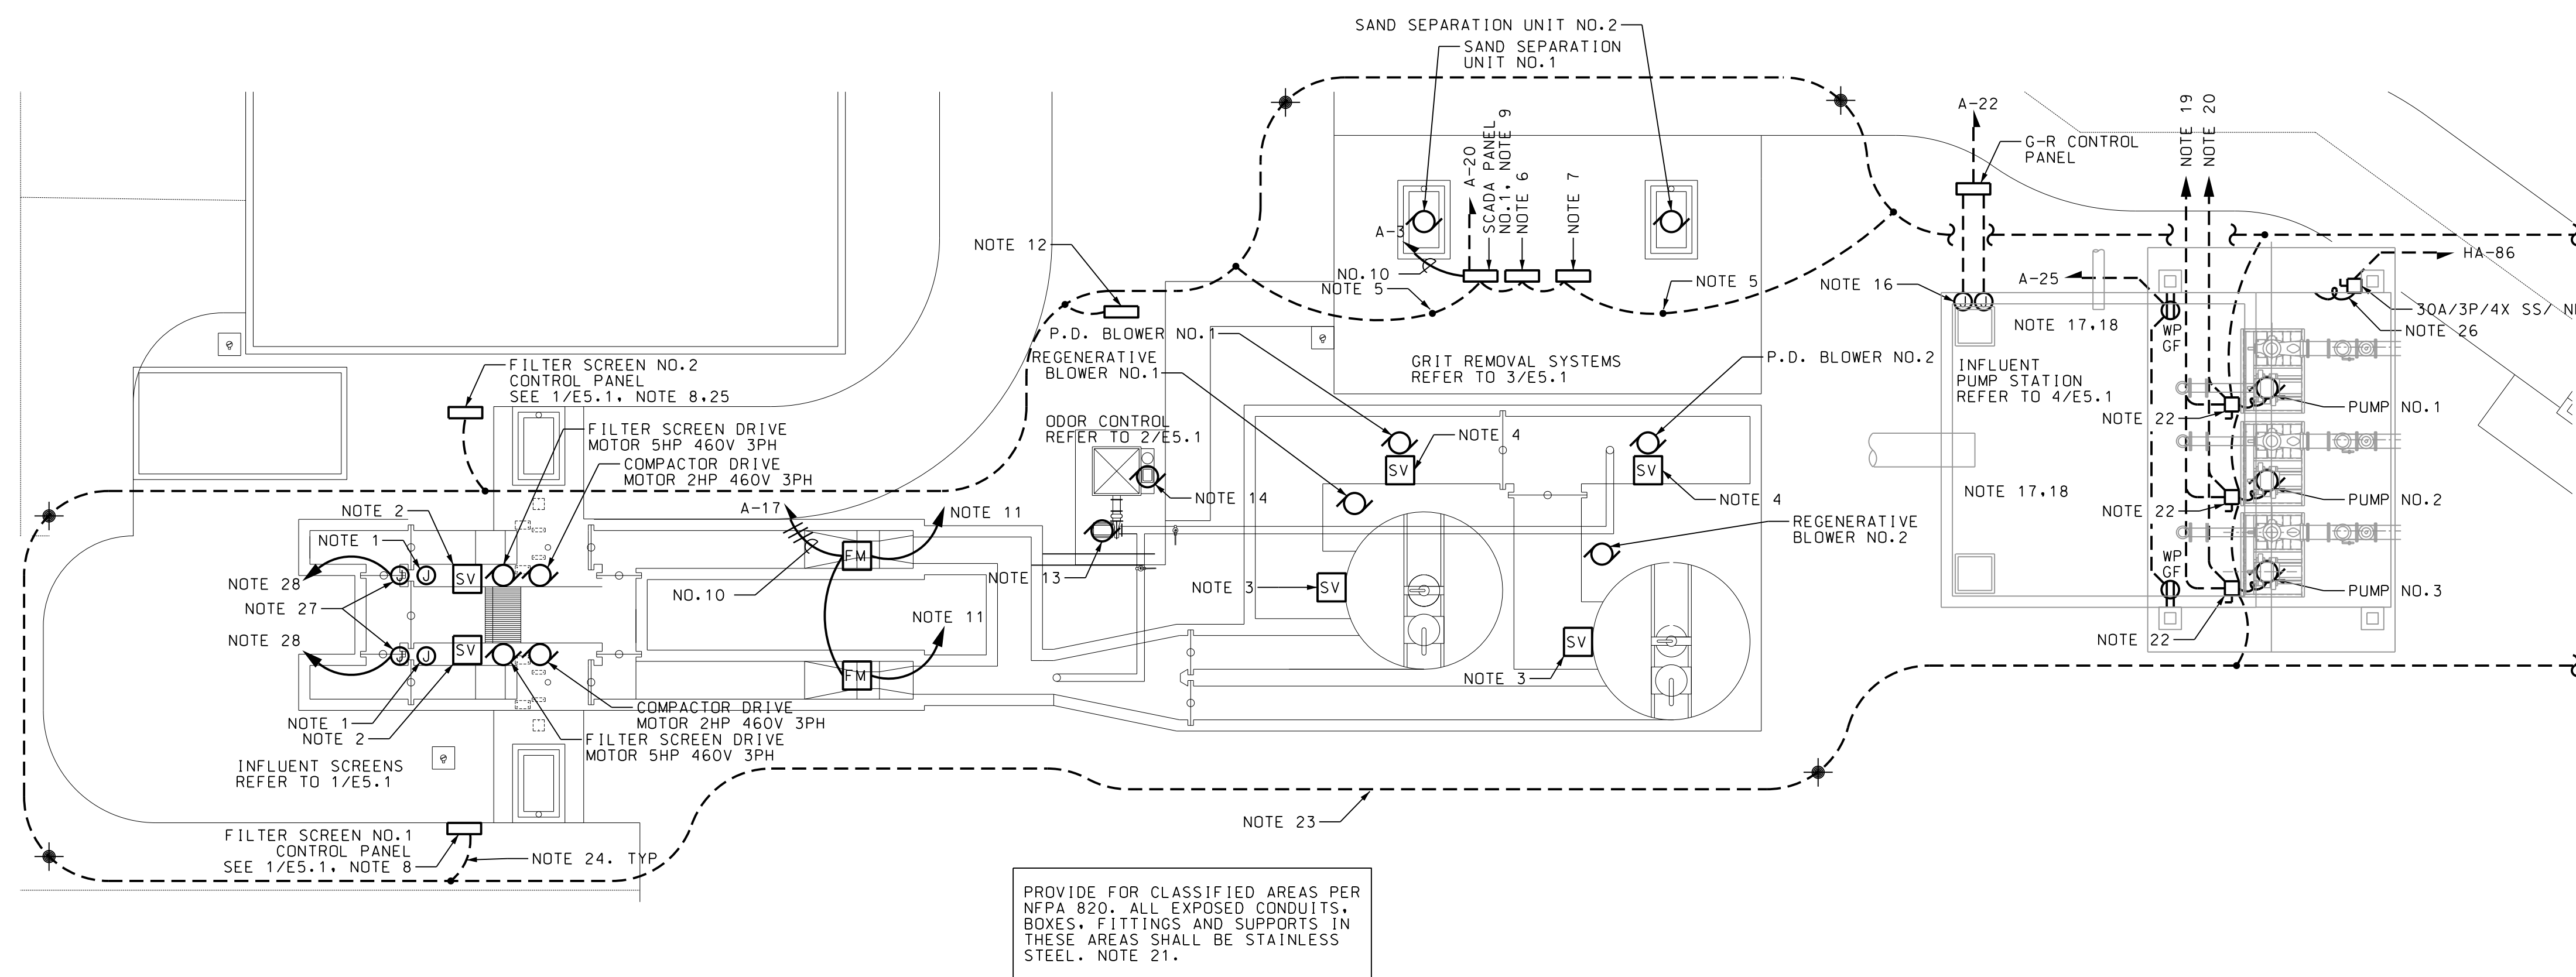 SAND SEPARATION UNIT NO.2
SAND SEPARATION
UNIT NO.1
A-22
G-R CONTROL
PANEL
NOTE 19
NOTE 20
A-20
SCADA PANEL
NO.1, NOTE 9
NOTE 6
NOTE 7
A-3
NO.10
NOTE 5
NOTE 5
NOTE 12
NOTE 16
A-25
HA-86
30A/3P/4X SS/
NOTE 26
NOTE 17,18
WP
GF
P.D. BLOWER NO.1
REGENERATIVE
BLOWER NO.1
GRIT REMOVAL SYSTEMS
REFER TO 3/E5.1
P.D. BLOWER NO.2
INFLUENT
PUMP STATION
REFER TO 4/E5.1
FILTER SCREEN NO.2
CONTROL PANEL
SEE 1/E5.1, NOTE 8,25
FILTER SCREEN DRIVE
MOTOR 5HP 460V 3PH
COMPACTOR DRIVE
MOTOR 2HP 460V 3PH
ODOR CONTROL
REFER TO 2/E5.1
NOTE 4
SV
SV
NOTE 4
NOTE 14
NOTE 22
PUMP NO.1
NOTE 17,18
NOTE 22
PUMP NO.2
NOTE 2
NOTE 1
A-17
NOTE 11
FM
NOTE 13
REGENERATIVE
BLOWER NO.2
J
J
SV
NOTE 28
NOTE 27
NOTE 28
NO.10
NOTE 11
NOTE 3
SV
WP
GF
PUMP NO.3
NOTE 22
J
J
SV
FM
SV
NOTE 3
NOTE 1
NOTE 2
COMPACTOR DRIVE
MOTOR 2HP 460V 3PH
FILTER SCREEN DRIVE
MOTOR 5HP 460V 3PH
INFLUENT SCREENS
REFER TO 1/E5.1
NOTE 23
FILTER SCREEN NO.1
CONTROL PANEL
SEE 1/E5.1, NOTE 8
NOTE 24. TYP
PROVIDE FOR CLASSIFIED AREAS PER
NFPA 820. ALL EXPOSED CONDUITS,
BOXES, FITTINGS AND SUPPORTS IN
THESE AREAS SHALL BE STAINLESS
STEEL. NOTE 21.